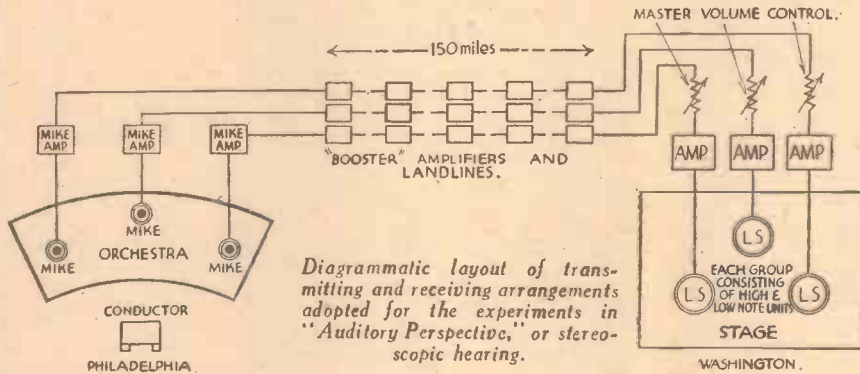 MASTER VOLUME CONTROL.
150 miles
MIKE AMP.
MIKE AMP.
MIKE AMP.
"BOOSTER" AMPLIFIERS AND
LANDLINES.
AMP.
AMP.
AMP.
MIKE
MIKE
MIKE
ORCHESTRA
CONDUCTOR
PHILADELPHIA.
Diagrammatic layout of trans-
mitting and receiving arrangements
adopted for the experiments in
"Auditory Perspective," or stereo-
scopic hearing.
LS
LS
LS
EACH GROUP
CONSISTING
OF HIGH &
LOW NOTE UNITS
STAGE
WASHINGTON.